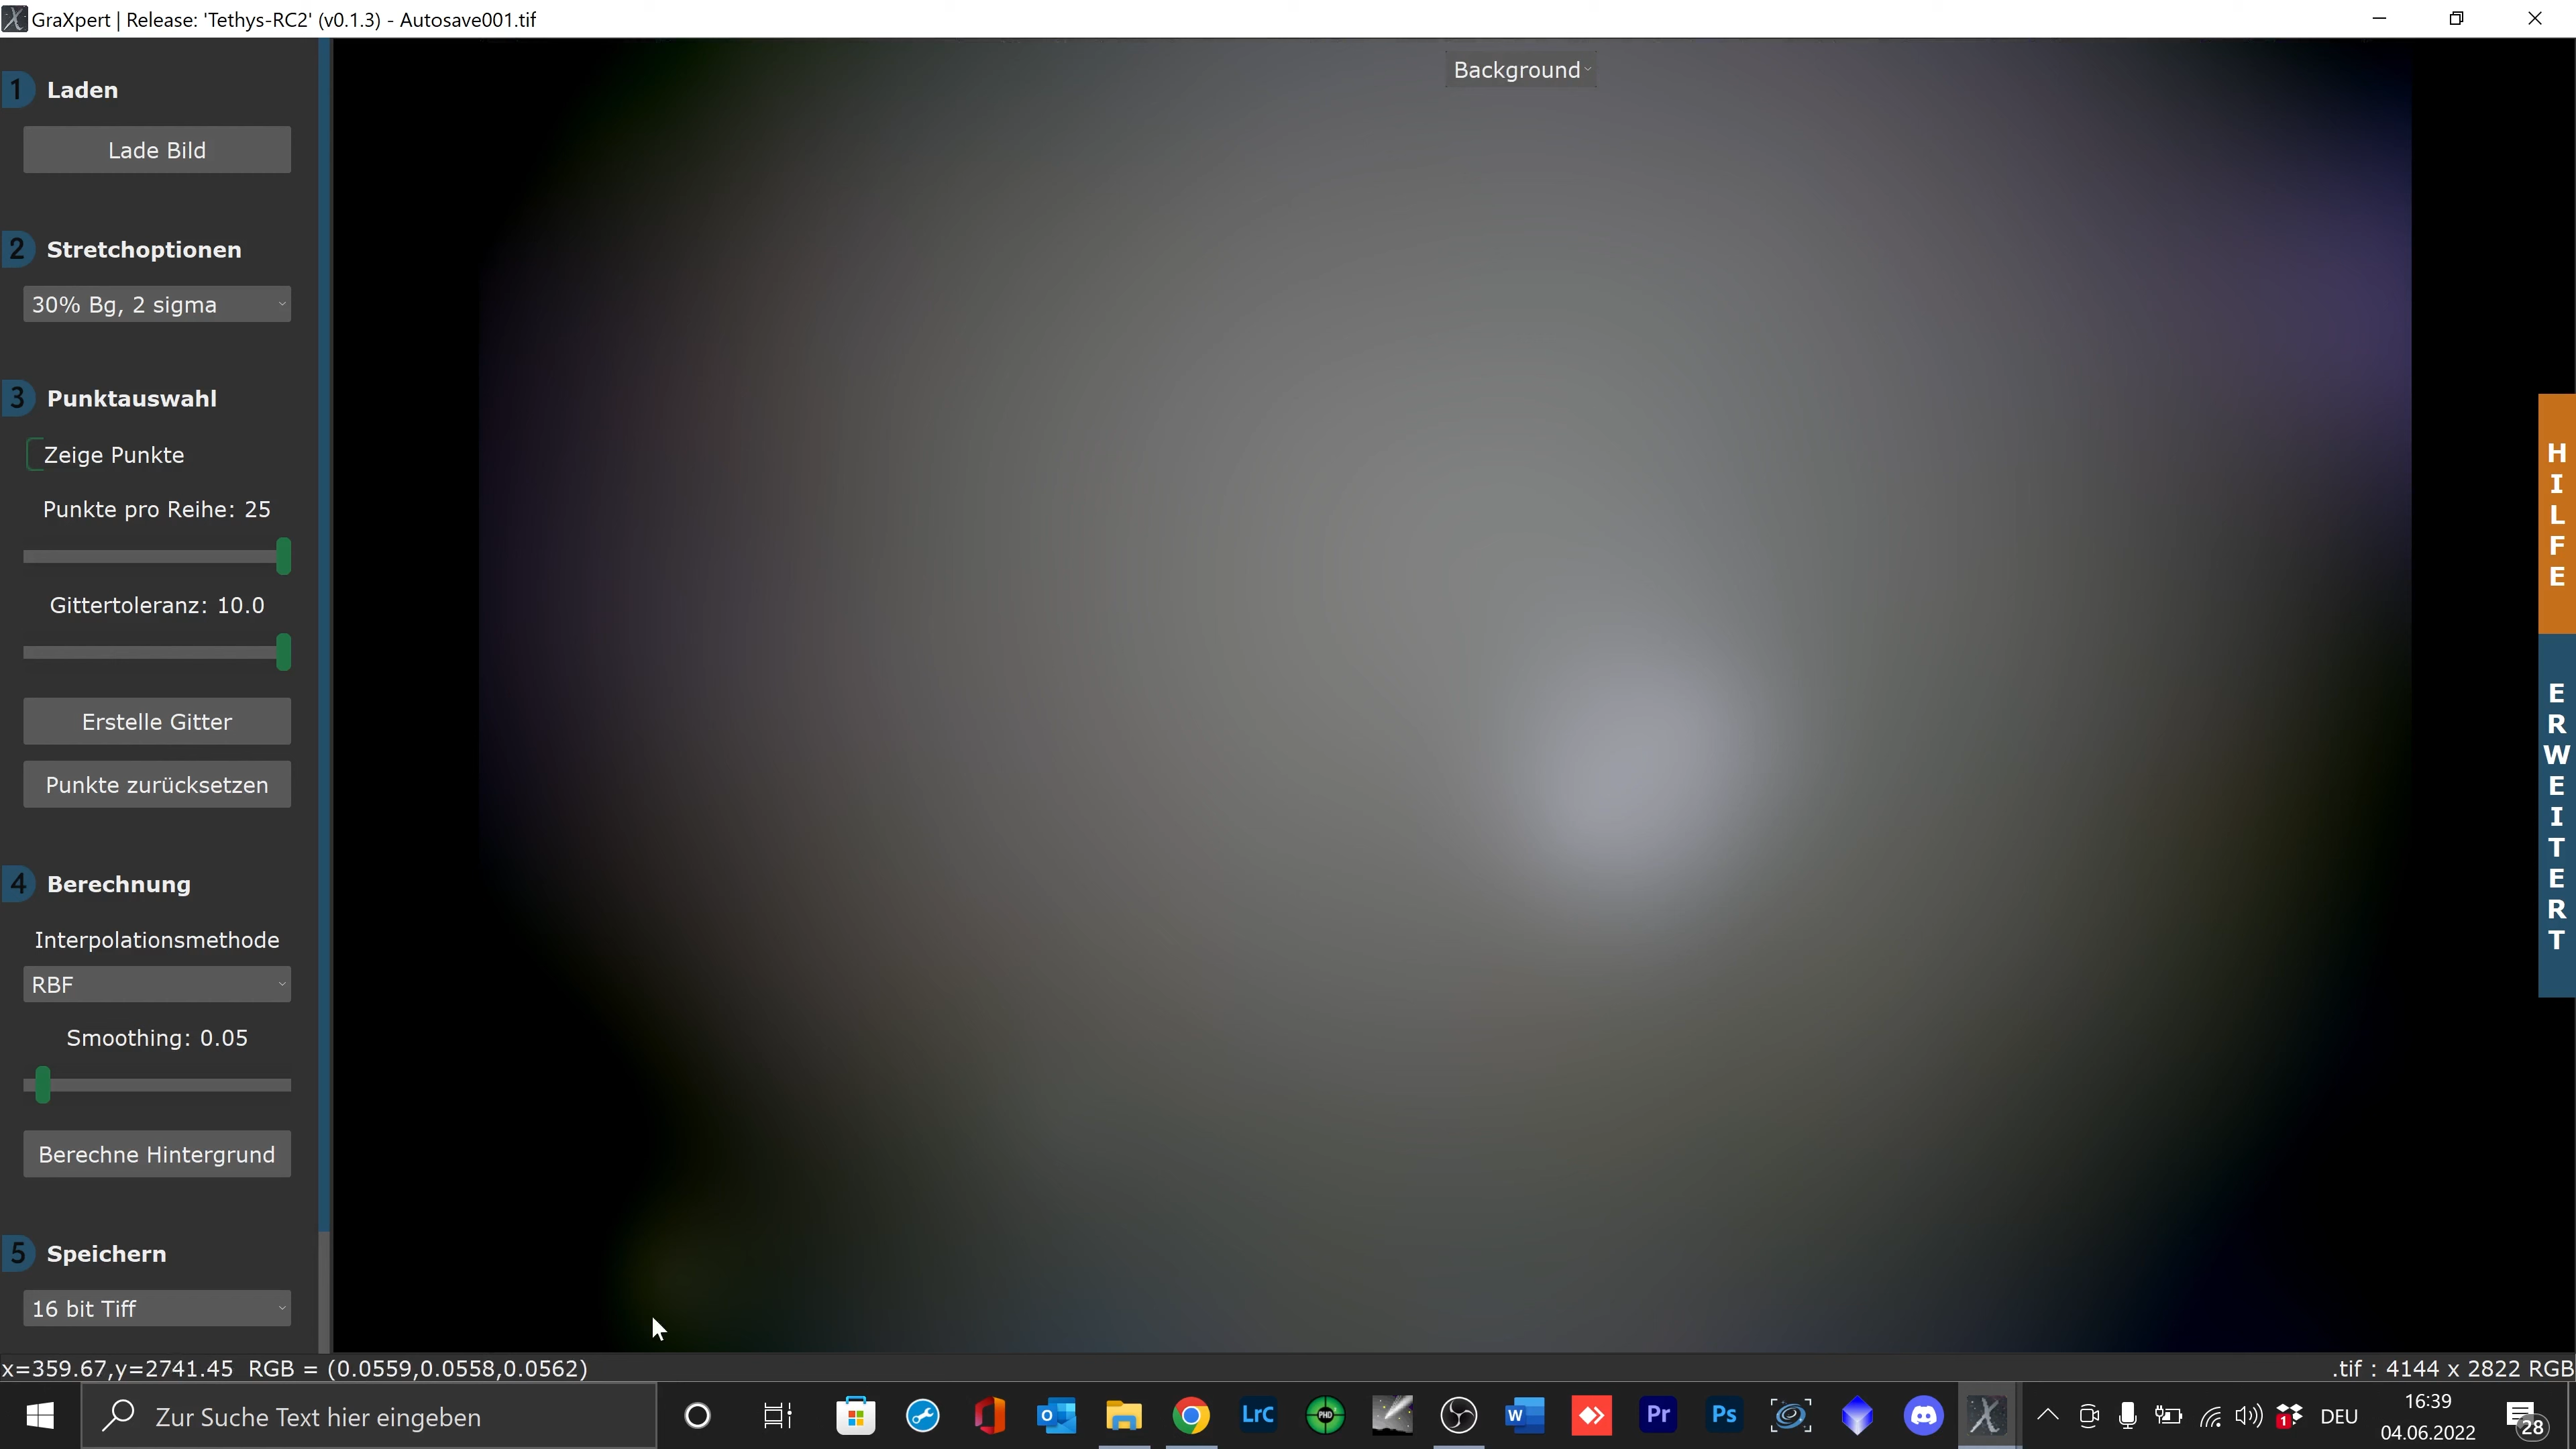 GraXpert | Release: 'Tethys-RC2' (v0.1.3) - Autosave001.tif
1 Laden
Lade Bild
2 Stretchoptionen
30% Bg, 2 sigma
3 Punktauswahl
Zeige Punkte
Punkte pro Reihe: 25
Gittertoleranz: 10.0
Erstelle Gitter
Punkte zurücksetzen
4 Berechnung
Interpolationsmethode
RBF
Smoothing: 0.05
Berechne Hintergrund
5 Speichern
16 bit Tiff
Background
HILFE
ERWEITERT
x=359.67,y=2741.45 RGB = (0.0559,0.0558,0.0562)
.tif : 4144 x 2822 RGB
Zur Suche Text hier eingeben
O
LrC
PHD
W
Pr
Ps
X
1
DEU
16:39
04.06.2022
28